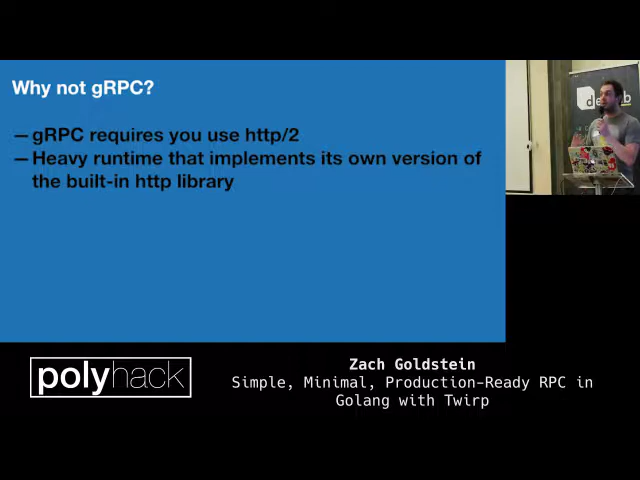 Why not gRPC?
— gRPC requires you use http/2
— Heavy runtime that implements its own version of
the built-in http library
polyhack
Zach Goldstein
Simple, Minimal, Production-Ready RPC in
Golang with Twirp